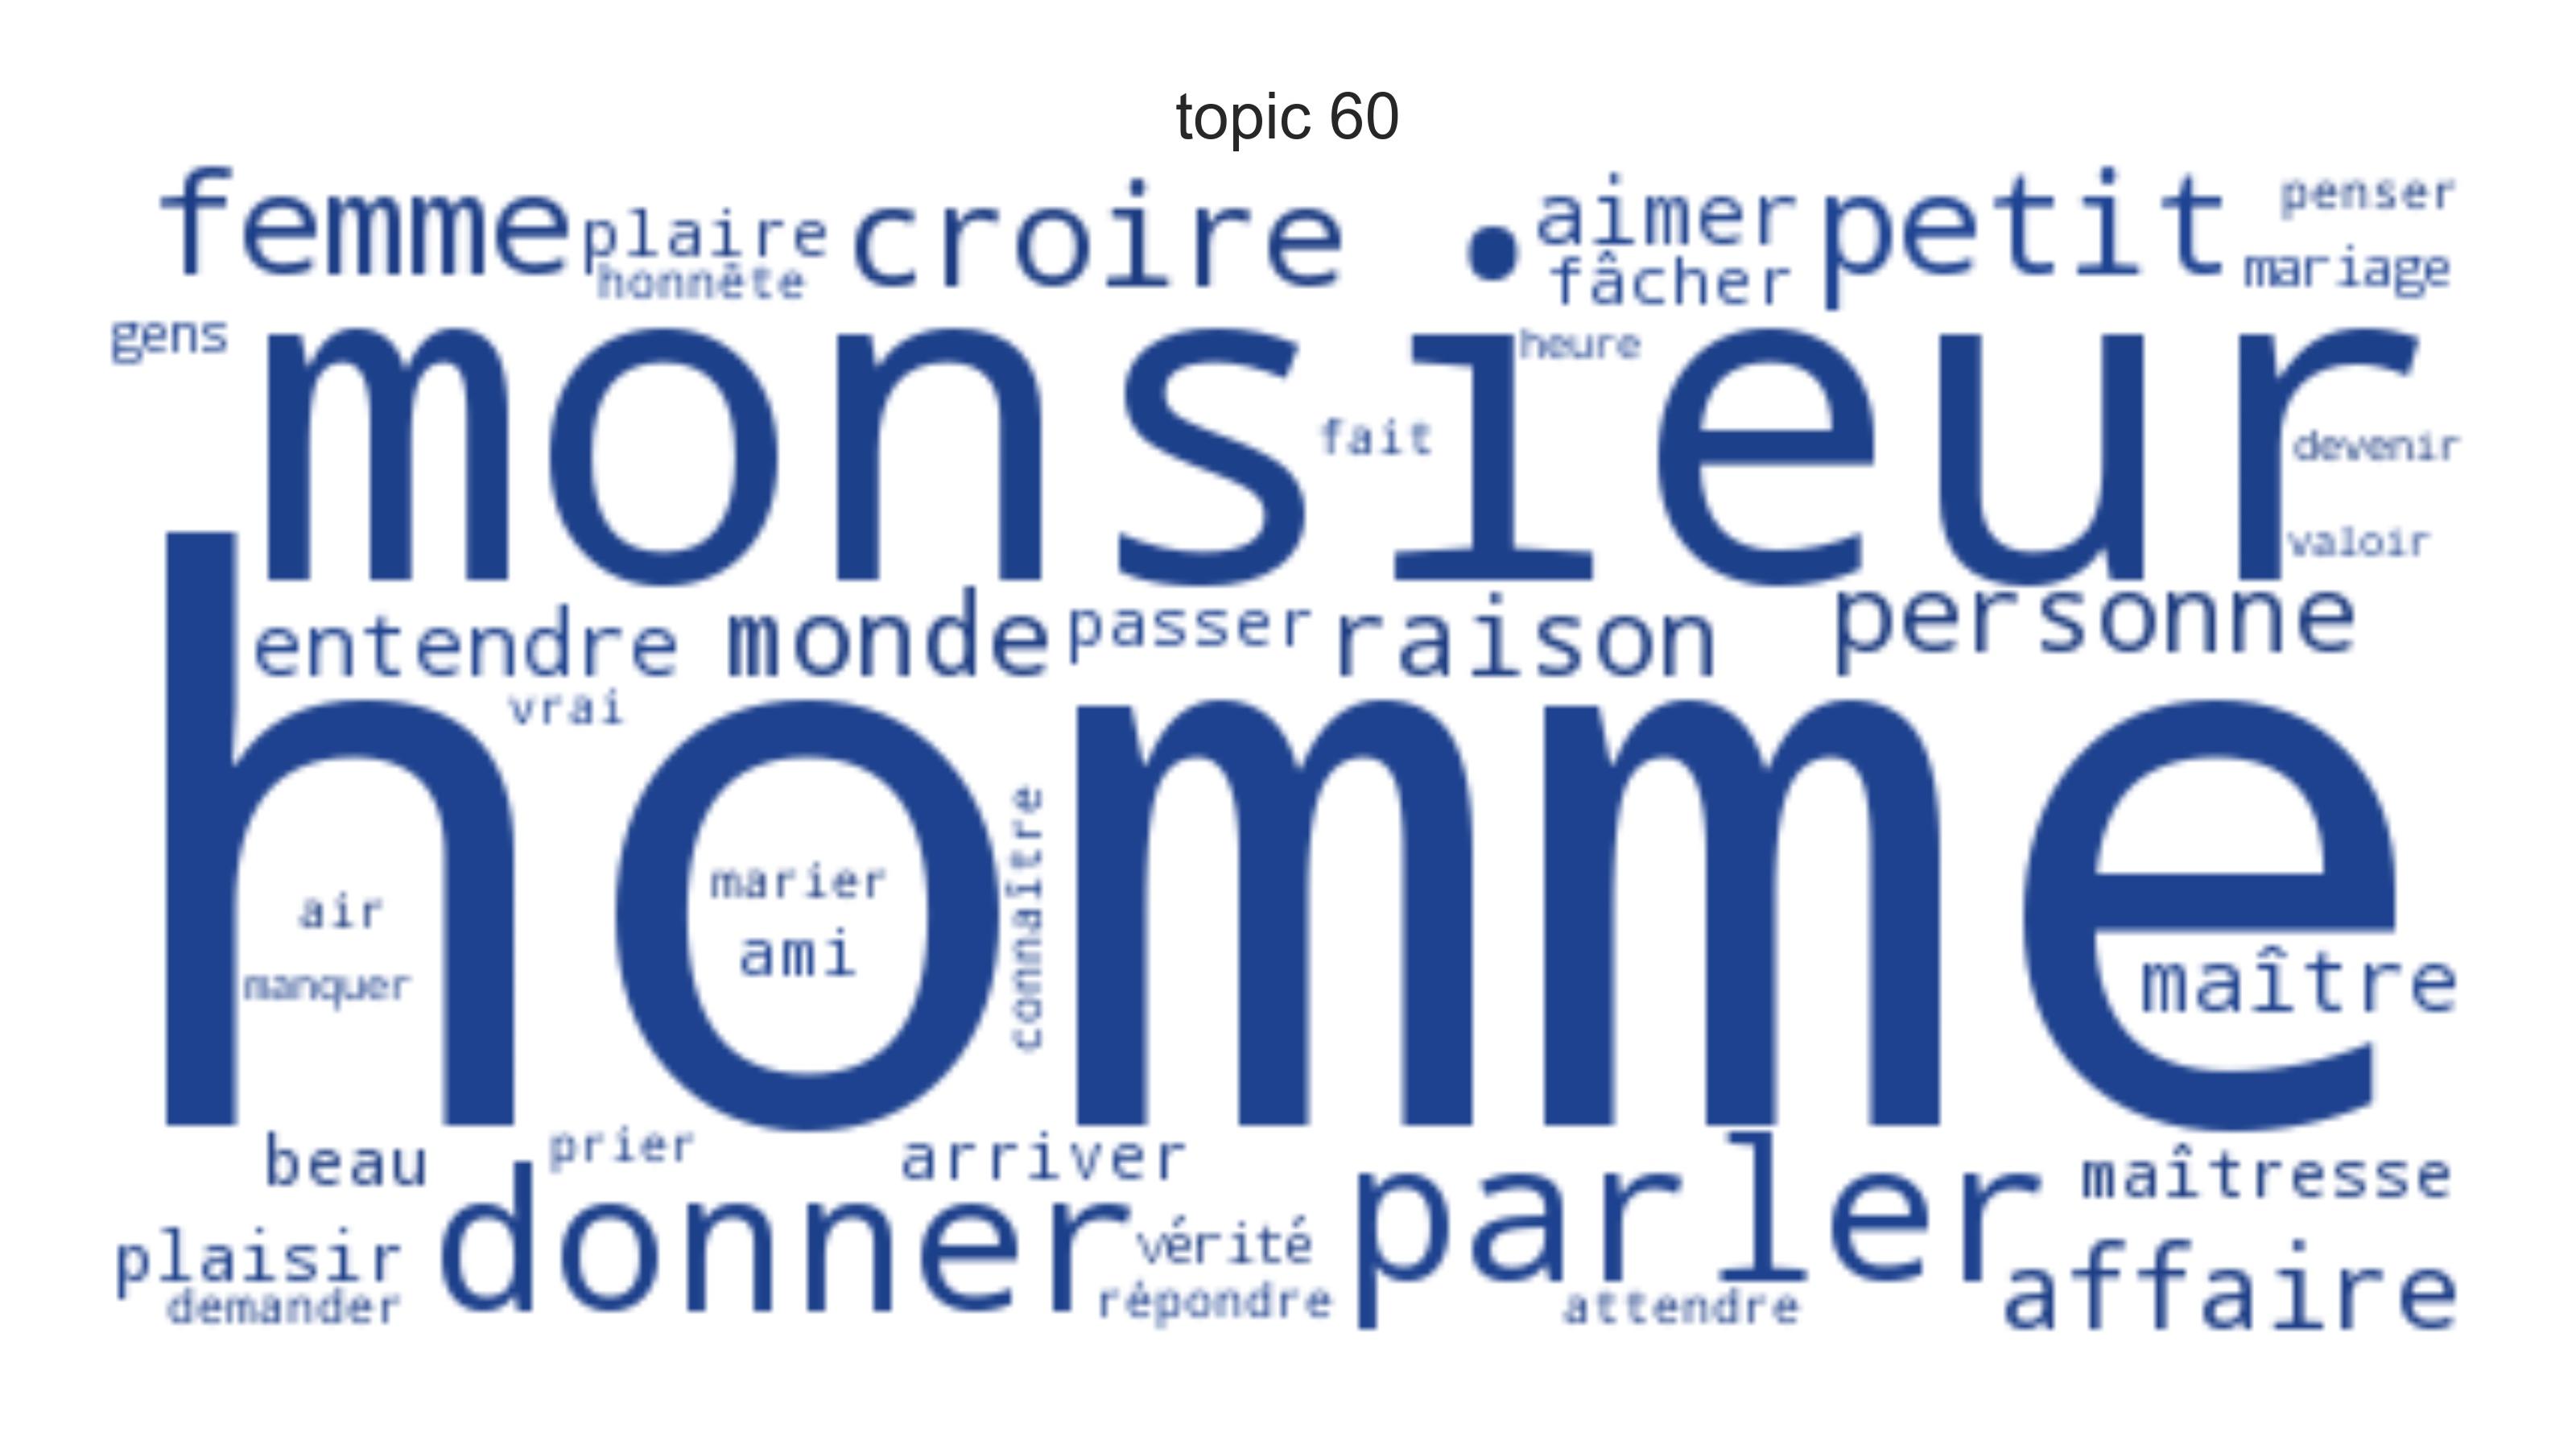 topic 60
femme plaire croire aimer petit penser
honnête fâcher mariage
gens monsieur heure
fait devenir
valoir
entendre monde passer raison personne
vrai
homme
connaître
marier
air ami
manquer maître
beau prier arriver parler maîtresse
plaisir donner vérité affaire
demander répondre attendre